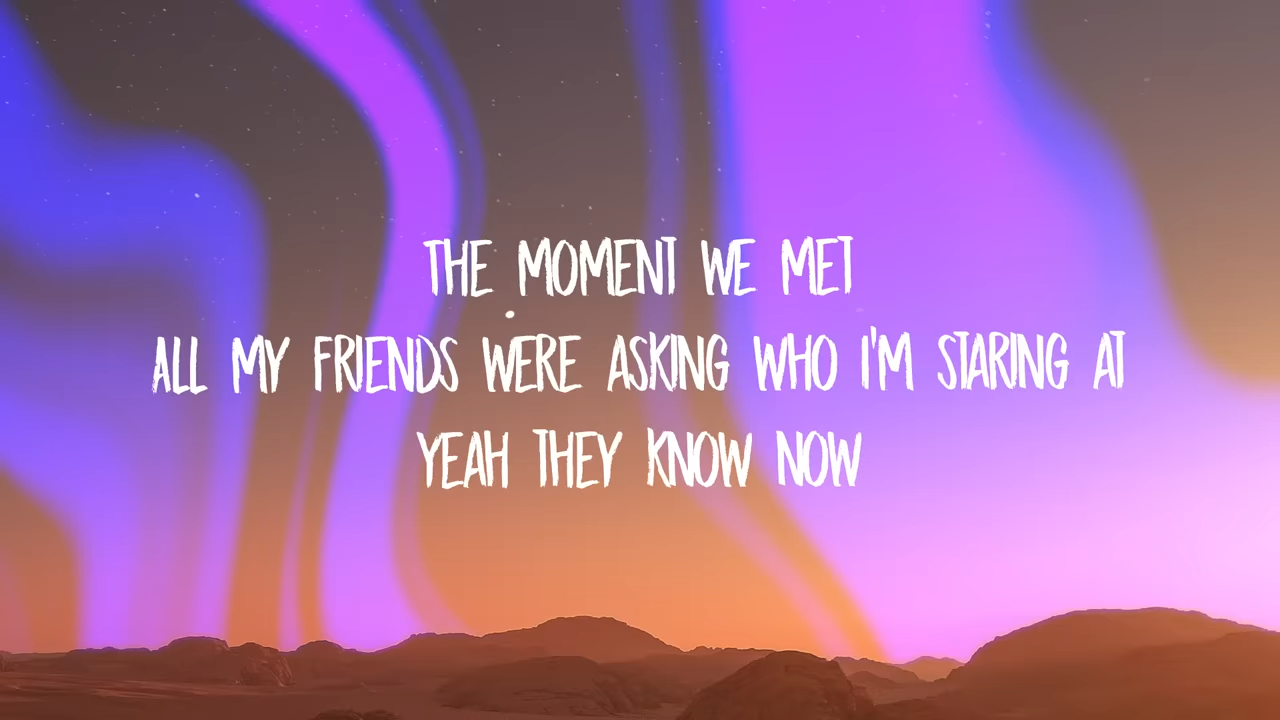 THE MOMENT WE MET
ALL MY FRIENDS WERE ASKING WHO I'M STARING AT
YEAH THEY KNOW NOW